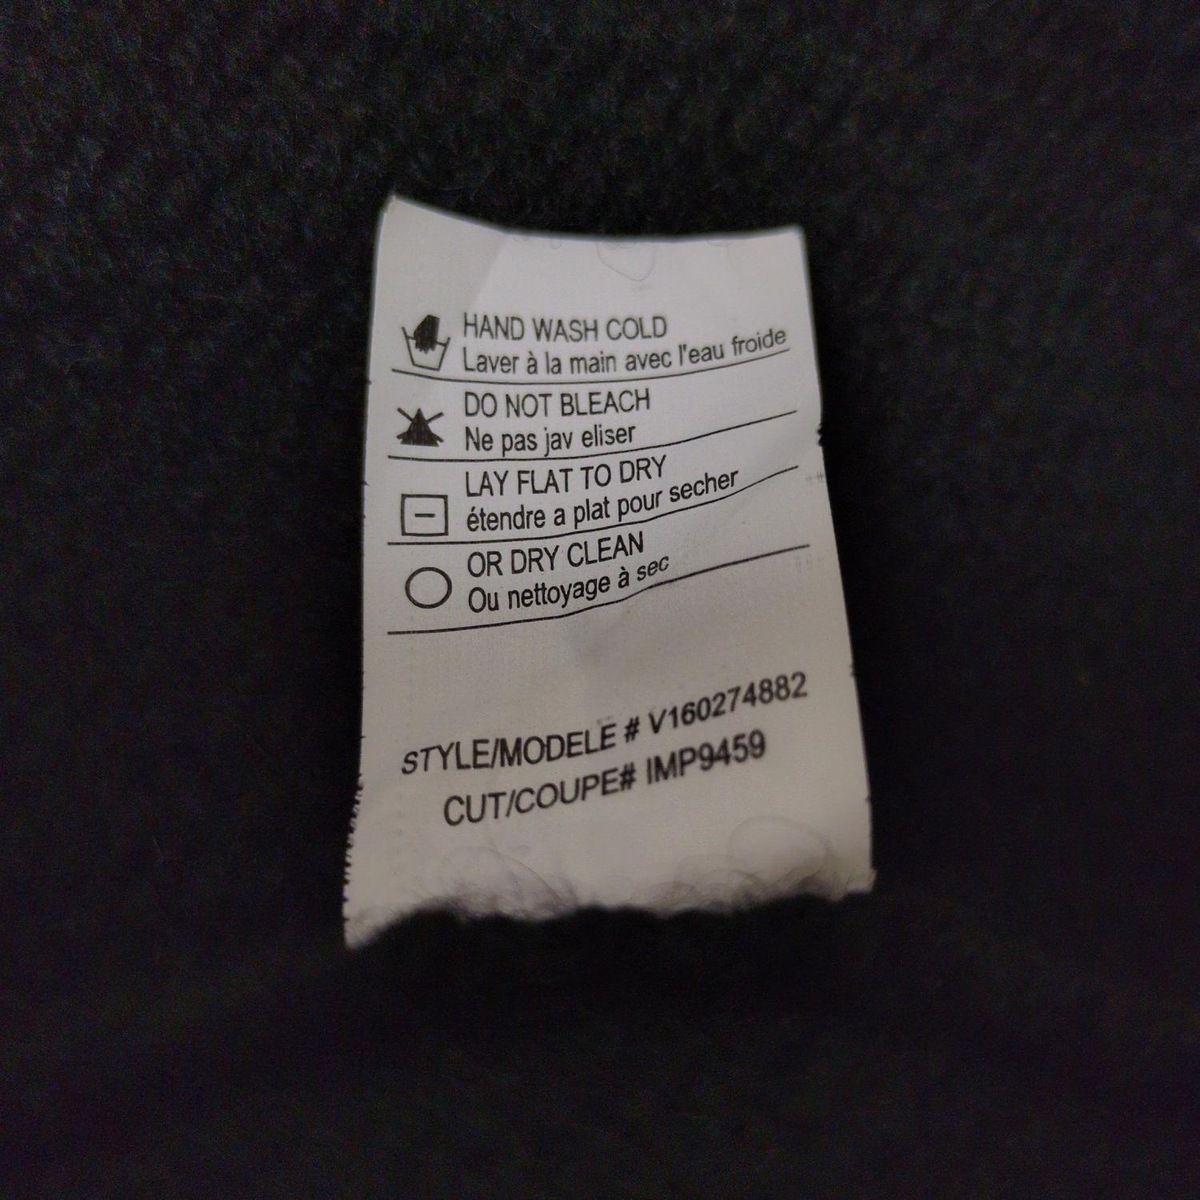 HAND WASH COLD
Laver à la main avec l'eau froide
DO NOT BLEACH
Ne pas jav eliser
LAY FLAT TO DRY
étendre a plat pour secher
OR DRY CLEAN
Ou nettoyage à sec
STYLE/MODELE # V160274882
CUT/COUPE# IMP9459